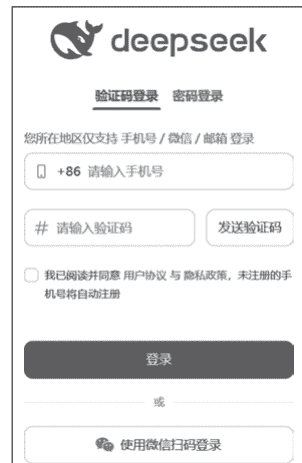 deepseek
验证码登录 密码登录
您所在地区仅支持 手机号 / 微信 / 邮箱 登录
+86 请输入手机号
# 请输入验证码 发送验证码
我已阅读并同意 用户协议 与 隐私政策，未注册的手
机号将自动注册
登录
或
使用微信扫码登录